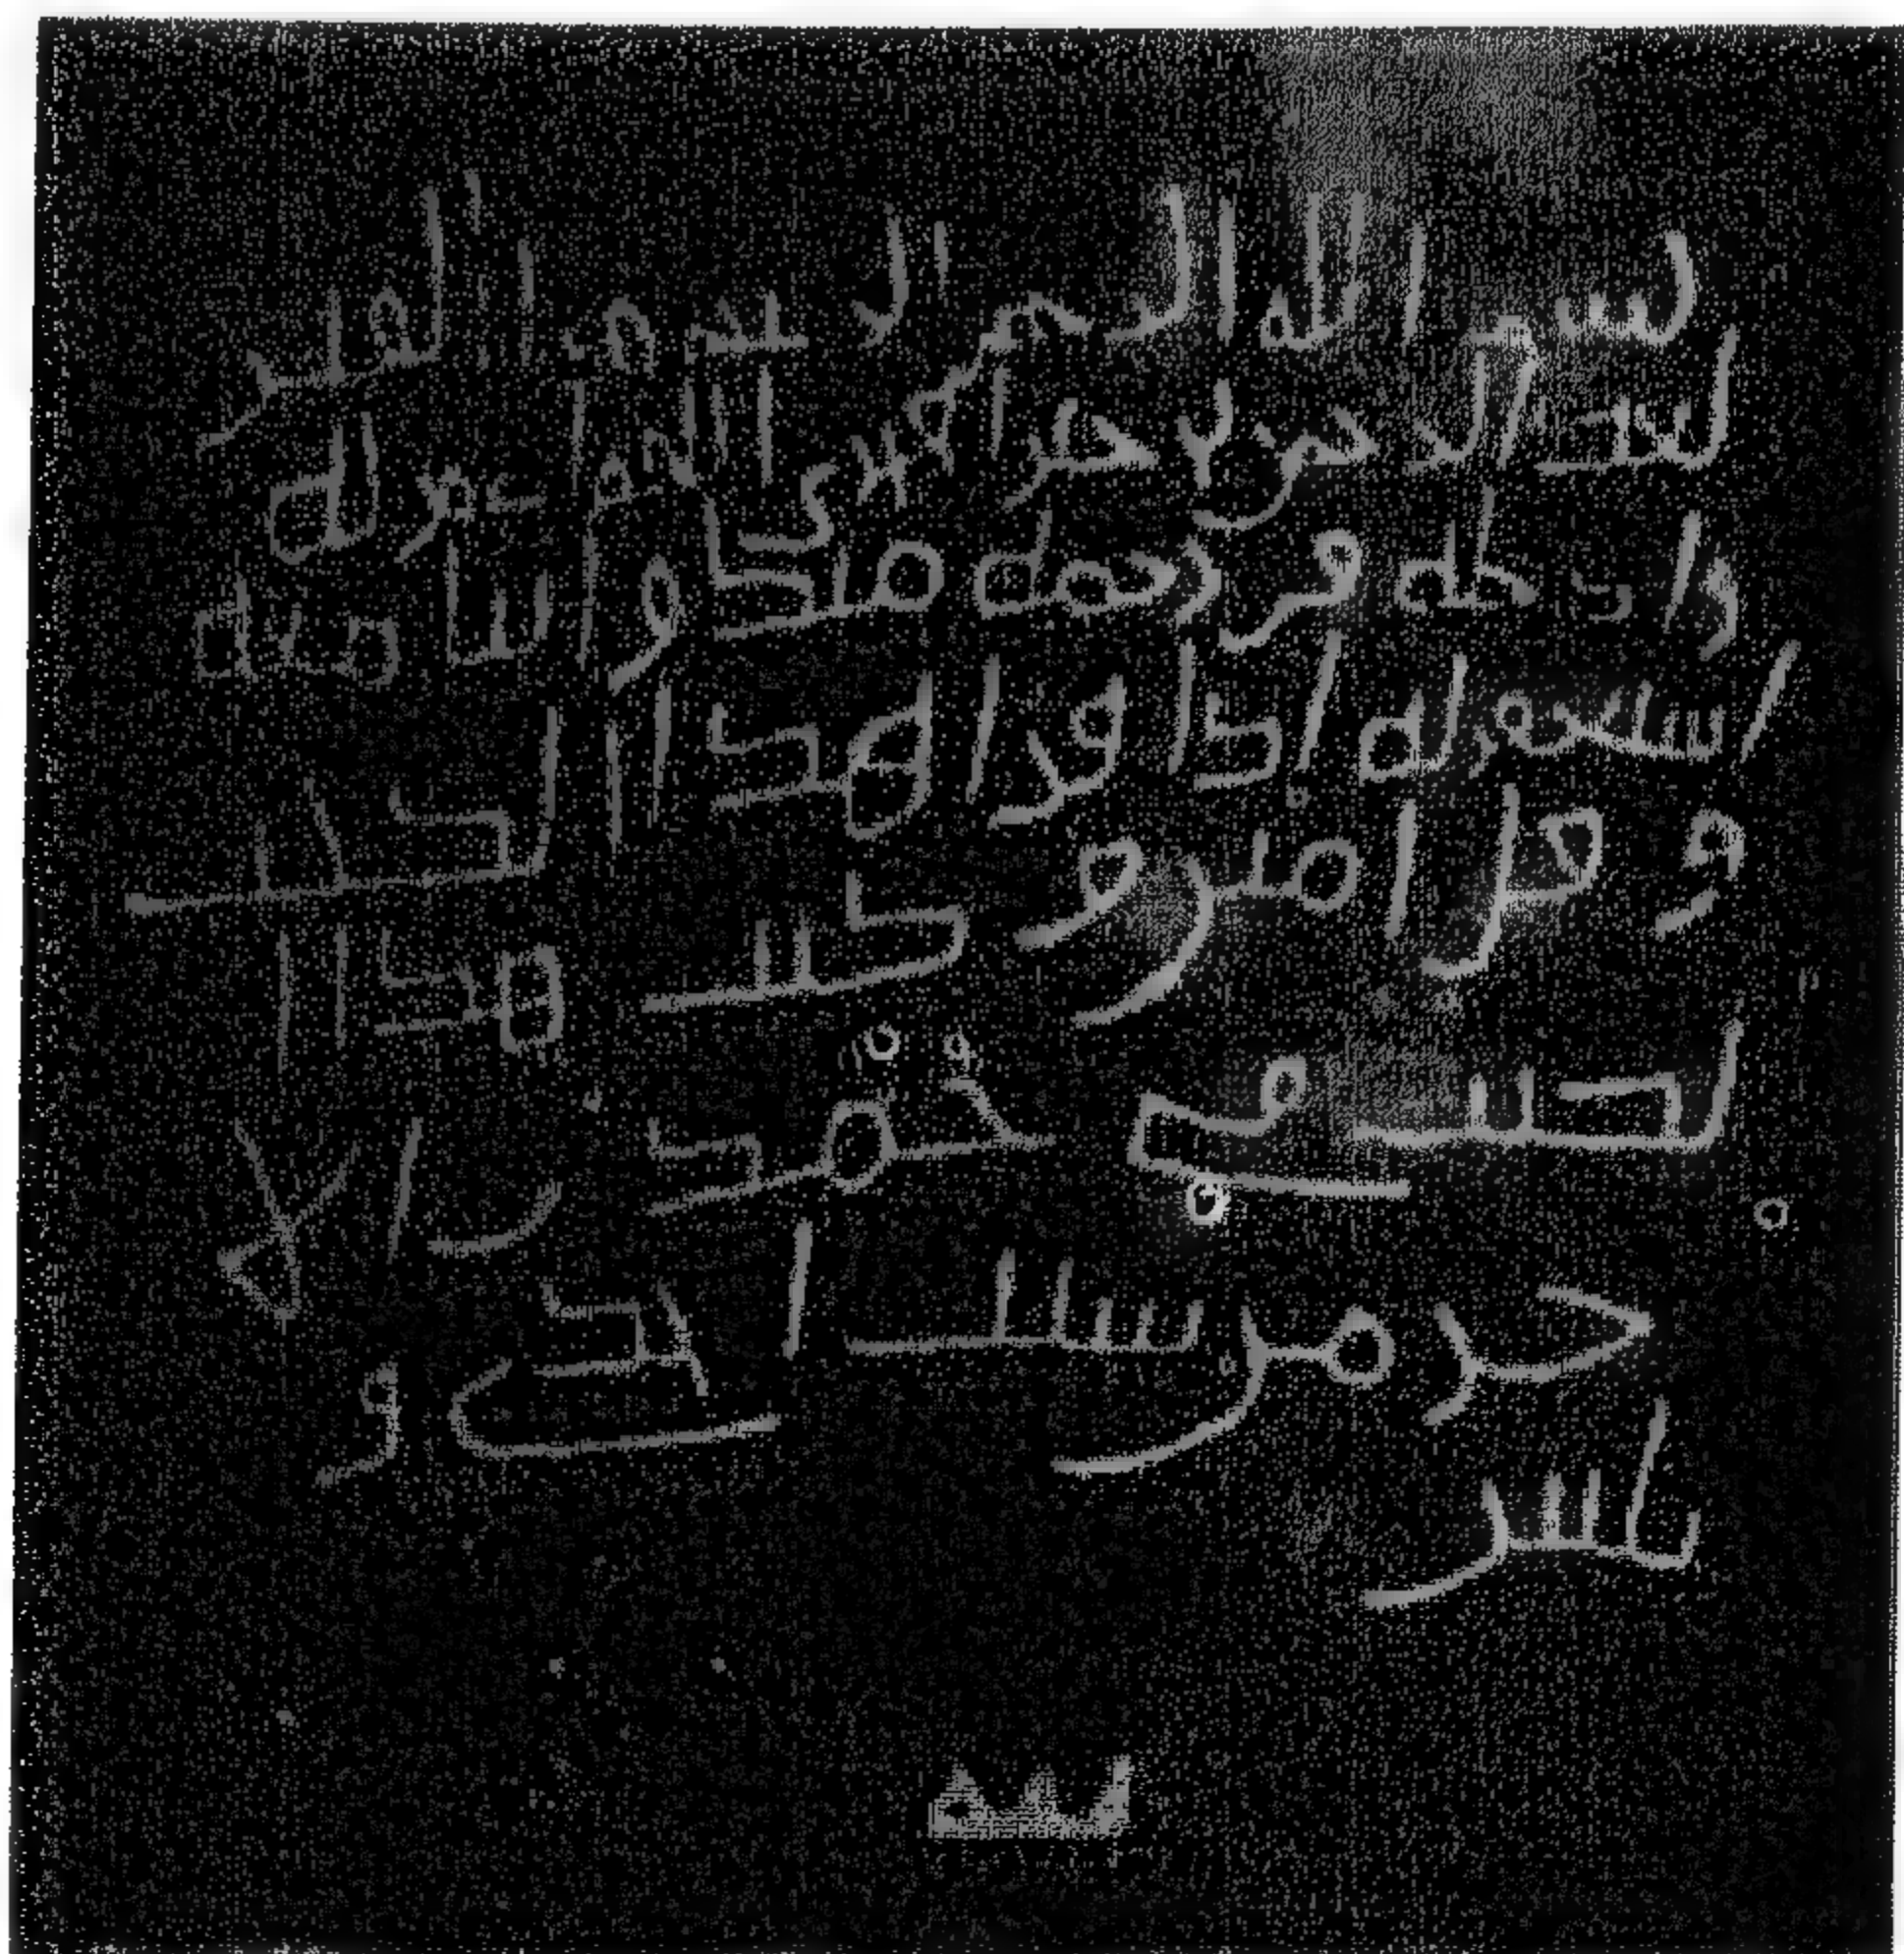 بسم الله الرحمن الرحيم هذا القبر
لعبد الرحمن بن خير الحجري اللهم اغفر له
وادخله في رحمة منك واتنا معه
استغفر له اذا قرا هذا الكتب
وقل امين وكتب هذا ا
لكتب في جمدى الا
خر من سنت احدى و
ثلثين